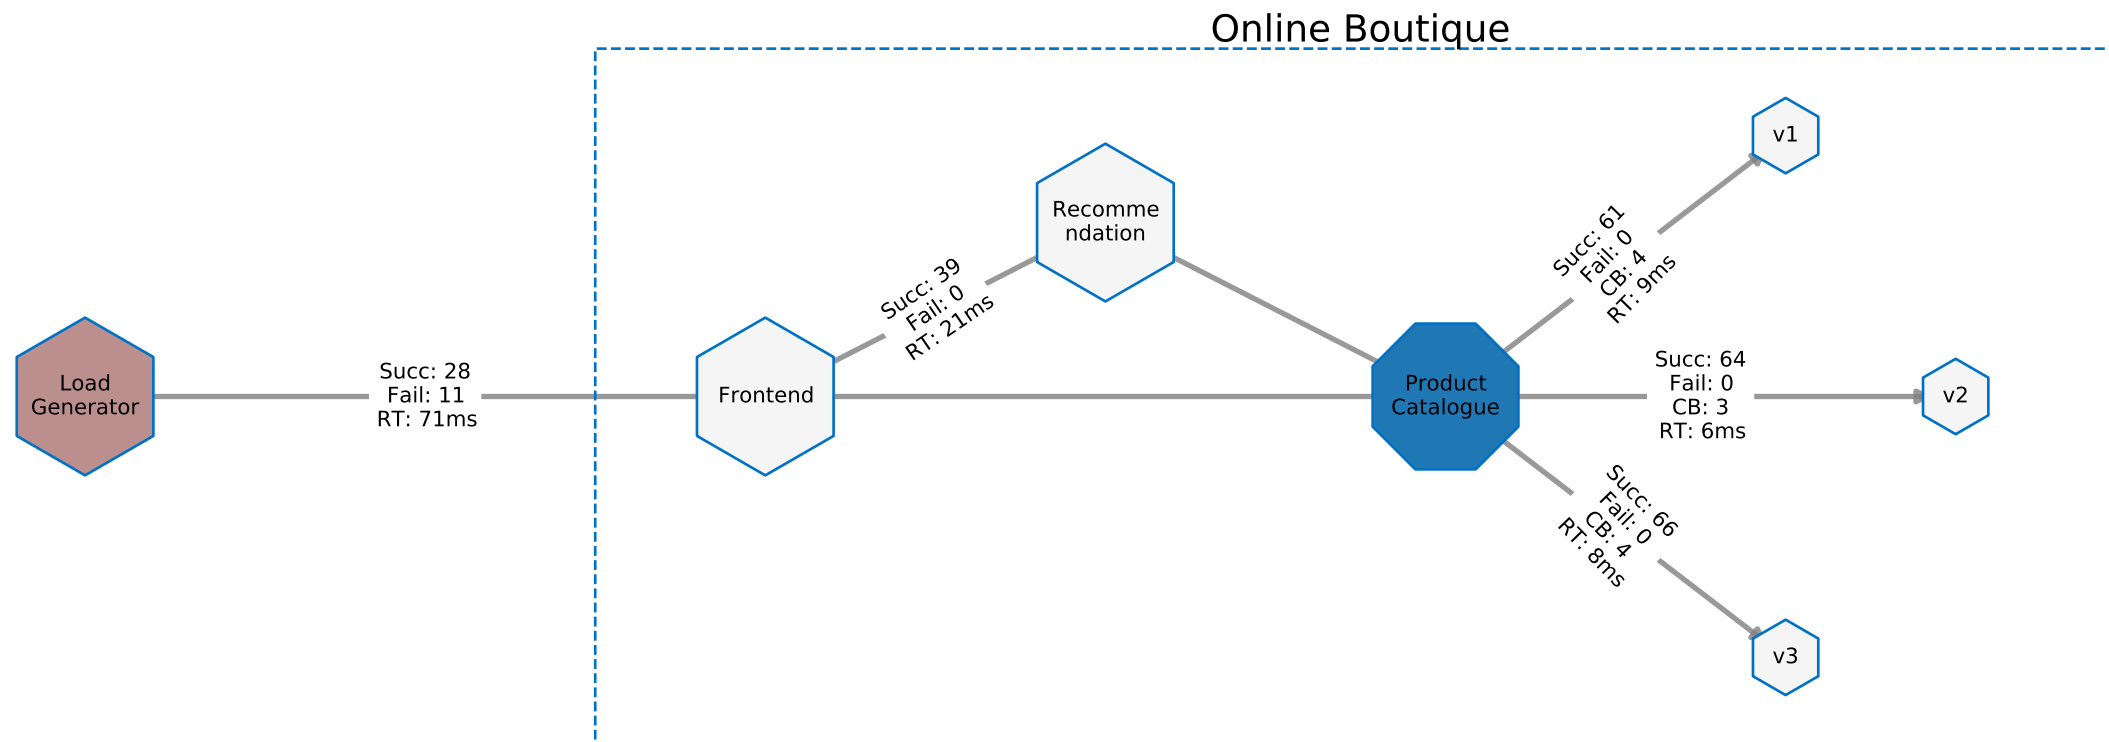 Online Boutique
Load
Generator
Succ: 28
Fail: 11
RT: 71ms
Frontend
Succ: 39
Fail: 0
RT: 21ms
Recomme
ndation
Product
Catalogue
Succ: 61
Fail: 0
CB: 4
RT: 9ms
v1
Succ: 64
Fail: 0
CB: 3
RT: 6ms
v2
Succ: 66
Fail: 0
CB: 4
RT: 8ms
v3